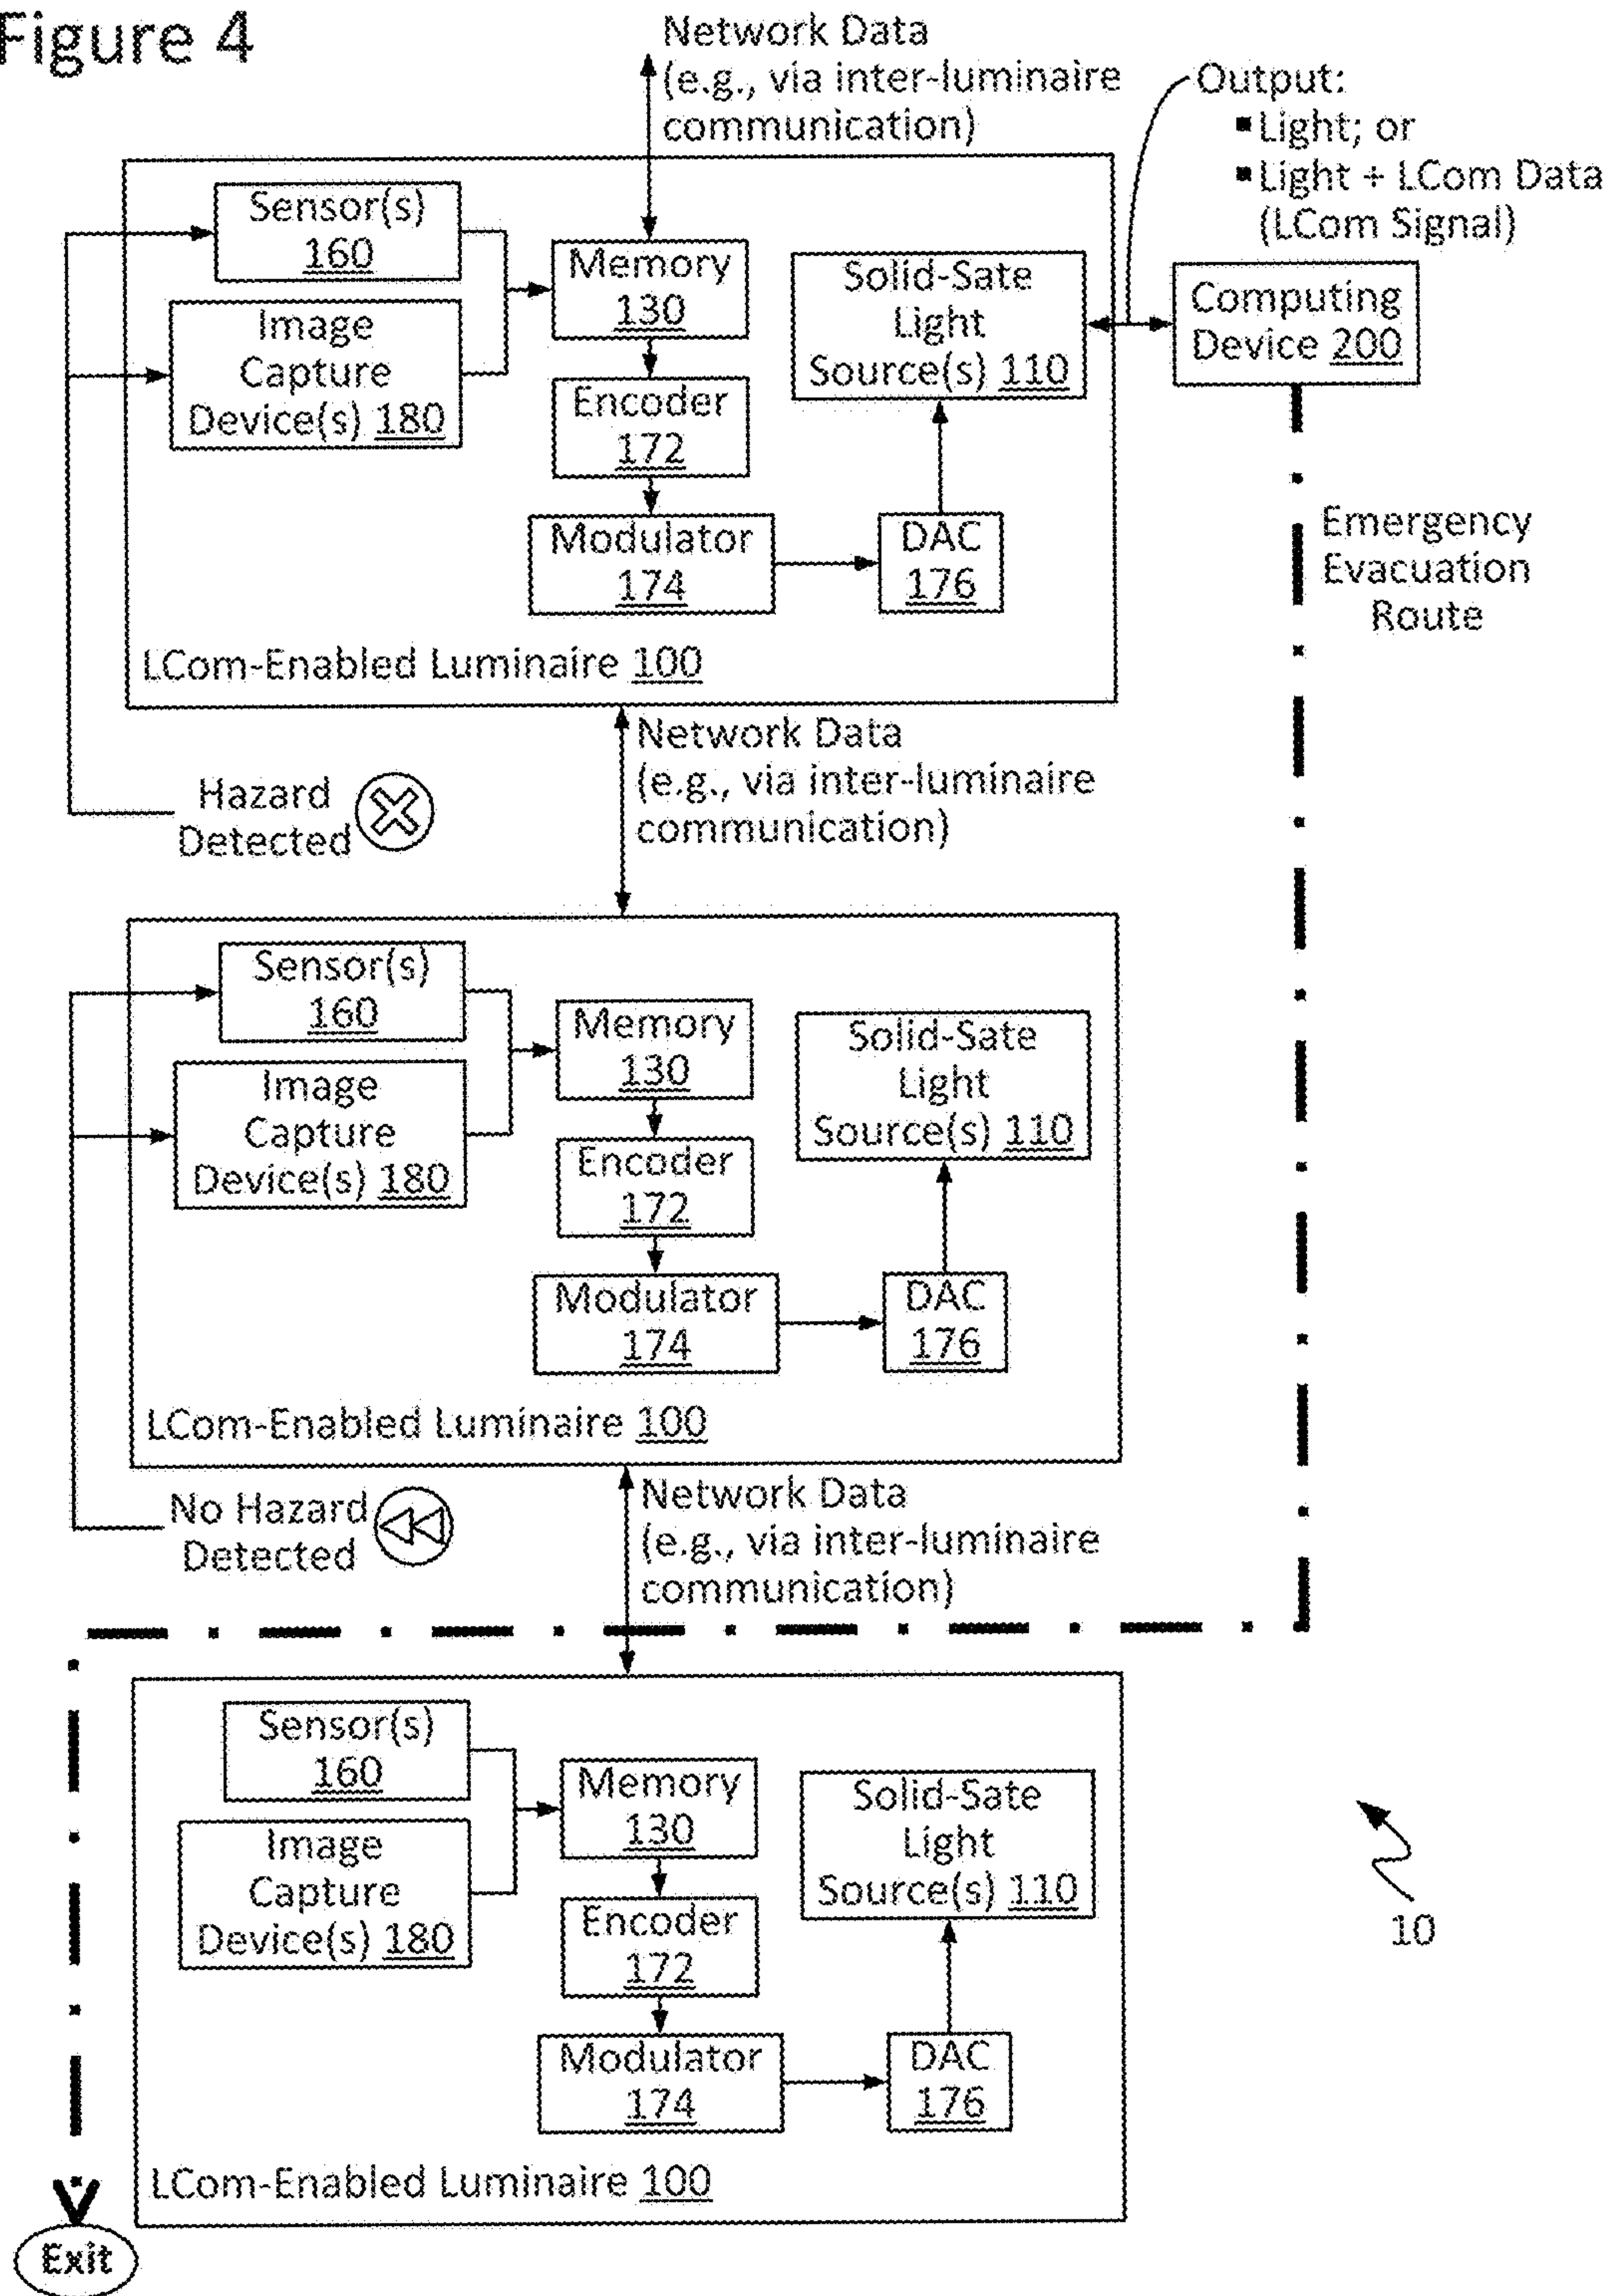 Figure 4
Network Data
(e.g., via inter-luminaire
communication)
Output:
▪ Light; or
▪ Light + LCom Data
(LCom Signal)
Sensor(s)
160
Image
Capture
Device(s) 180
Memory
130
Encoder
172
Modulator
174
DAC
176
Solid-Sate
Light
Source(s) 110
Computing
Device 200
Emergency
Evacuation
Route
LCom-Enabled Luminaire 100
Hazard
Detected
Network Data
(e.g., via inter-luminaire
communication)
Sensor(s)
160
Image
Capture
Device(s) 180
Memory
130
Encoder
172
Modulator
174
DAC
176
Solid-Sate
Light
Source(s) 110
LCom-Enabled Luminaire 100
No Hazard
Detected
Network Data
(e.g., via inter-luminaire
communication)
Sensor(s)
160
Image
Capture
Device(s) 180
Memory
130
Encoder
172
Modulator
174
DAC
176
Solid-Sate
Light
Source(s) 110
LCom-Enabled Luminaire 100
10
Exit